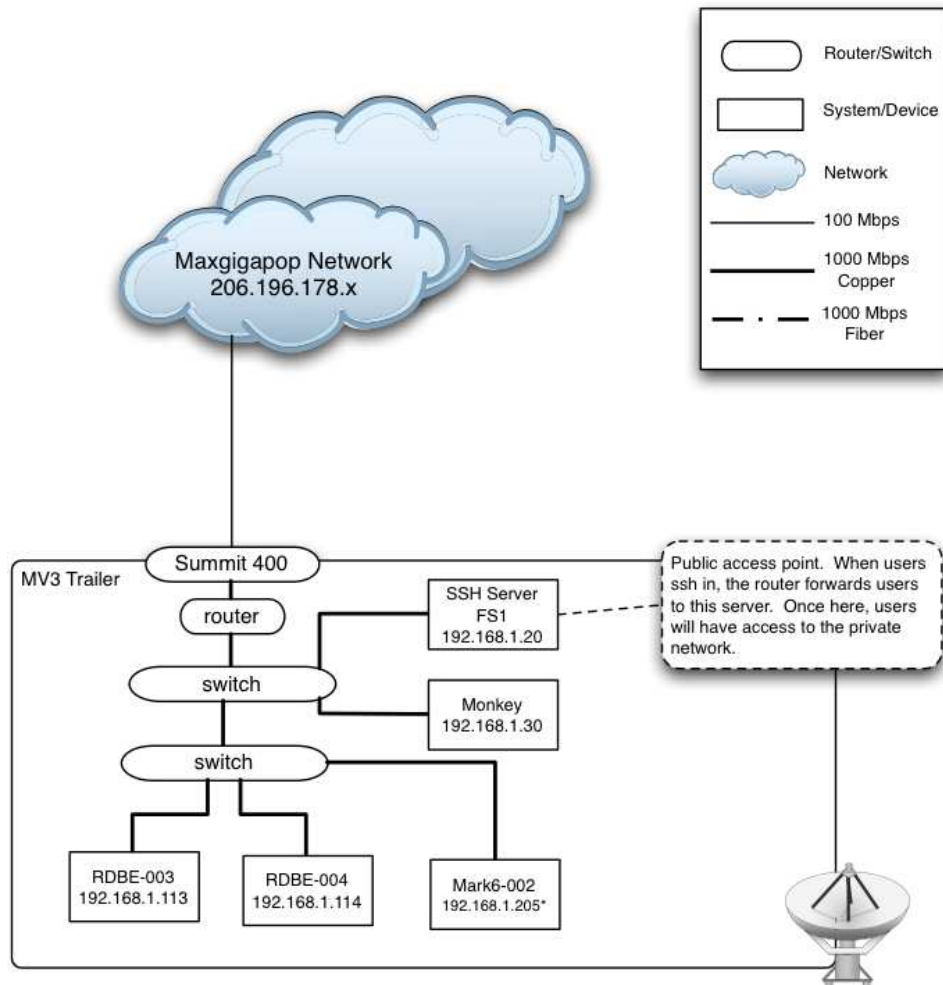 Router/Switch
System/Device
Network
100 Mbps
1000 Mbps
Copper
1000 Mbps
Fiber
Maxgigapop Network
206.196.178.x
MV3 Trailer
Summit 400
router
switch
switch
SSH Server
FS1
192.168.1.20
Monkey
192.168.1.30
Public access point. When users
ssh in, the router forwards users
to this server. Once here, users
will have access to the private
network.
RDBE-003
192.168.1.113
RDBE-004
192.168.1.114
Mark6-002
192.168.1.205*